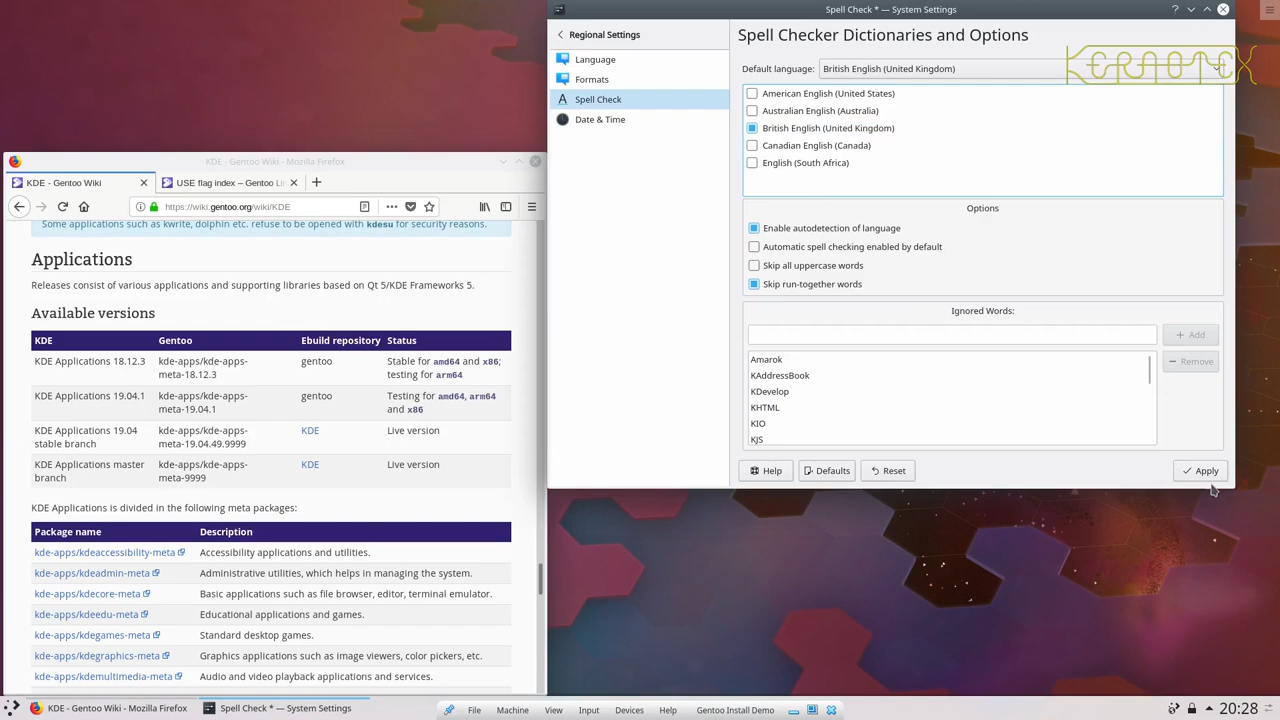 Spell Check * — System Settings
Regional Settings
Language
Formats
Spell Check
Date & Time
Spell Checker Dictionaries and Options
Default language: British English (United Kingdom)
American English (United States)
Australian English (Australia)
British English (United Kingdom)
Canadian English (Canada)
English (South Africa)
Options
Enable autodetection of language
Automatic spell checking enabled by default
Skip all uppercase words
Skip run-together words
Ignored Words:
Add
Remove
Amarok
KAddressBook
KDevelop
KHTML
KIO
KJS
Help Defaults Reset Apply
KDE - Gentoo Wiki - Mozilla Firefox
KDE - Gentoo Wiki USE flag index – Gentoo Li
https://wiki.gentoo.org/wiki/KDE
Some applications such as kwrite, dolphin etc. refuse to be opened with kdesu for security reasons.
Applications
Releases consist of various applications and supporting libraries based on Qt 5/KDE Frameworks 5.
Available versions
KDE Gentoo Ebuild repository Status
KDE Applications 18.12.3 kde-apps/kde-apps-meta-18.12.3 gentoo Stable for amd64 and x86; testing for arm64
KDE Applications 19.04.1 kde-apps/kde-apps-meta-19.04.1 gentoo Testing for amd64, arm64 and x86
KDE Applications 19.04 stable branch kde-apps/kde-apps-meta-19.04.49.9999 KDE Live version
KDE Applications master branch kde-apps/kde-apps-meta-9999 KDE Live version
KDE Applications is divided in the following meta packages:
Package name Description
kde-apps/kdeaccessibility-meta Accessibility applications and utilities.
kde-apps/kdeadmin-meta Administrative utilities, which helps in managing the system.
kde-apps/kdecore-meta Basic applications such as file browser, editor, terminal emulator.
kde-apps/kdeedu-meta Educational applications and games.
kde-apps/kdegames-meta Standard desktop games.
kde-apps/kdegraphics-meta Graphics applications such as image viewers, color pickers, etc.
kde-apps/kdemultimedia-meta Audio and video playback applications and services.
KDE - Gentoo Wiki - Mozilla Firefox Spell Check * — System Settings File Machine View Input Devices Help Gentoo Install Demo 20:28